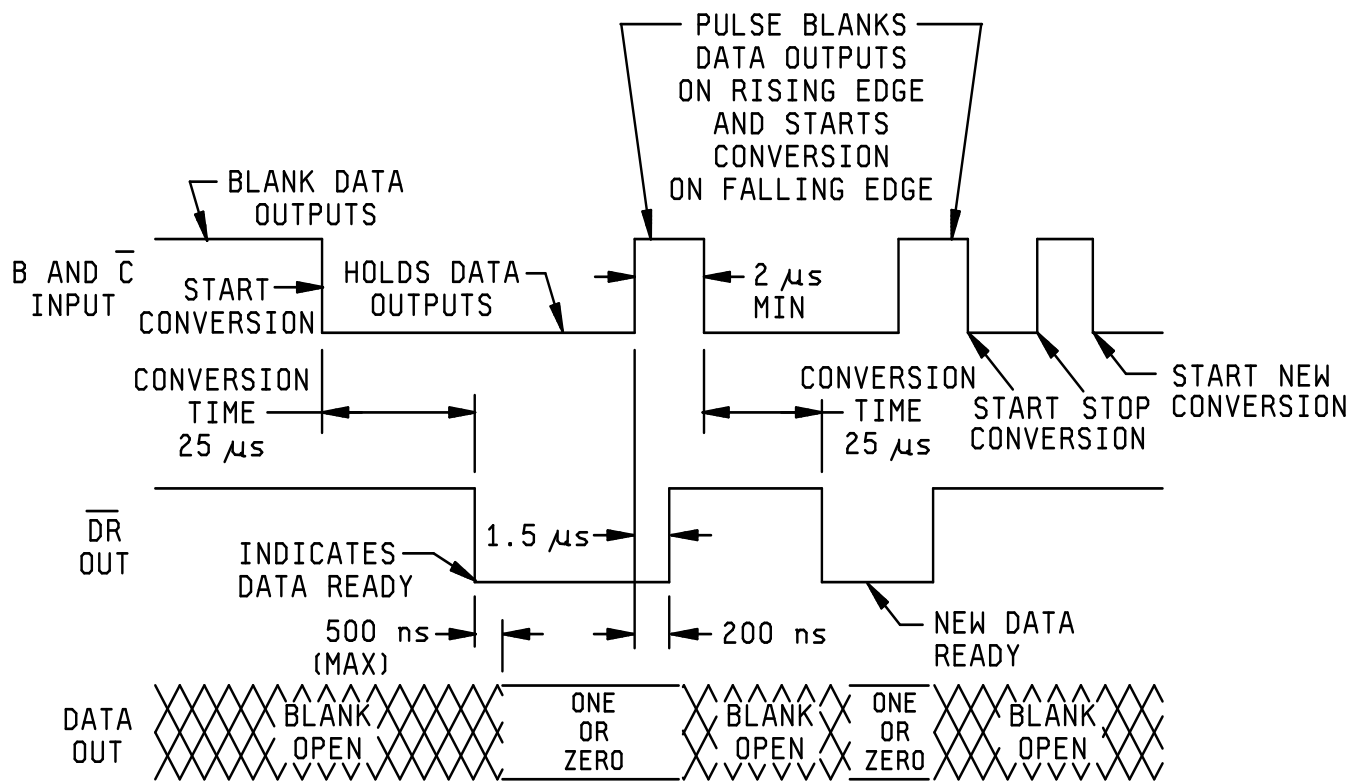 PULSE BLANKS
DATA OUTPUTS
ON RISING EDGE
AND STARTS
CONVERSION
ON FALLING EDGE
BLANK DATA
OUTPUTS
B AND C̅
INPUT
START
CONVERSION
HOLDS DATA
OUTPUTS
2 μs
MIN
CONVERSION
TIME
25 μs
CONVERSION
TIME
25 μs
START STOP
CONVERSION
START NEW
CONVERSION
D̅R̅
OUT
1.5 μs
INDICATES
DATA READY
500 ns
(MAX)
200 ns
NEW DATA
READY
DATA
OUT
BLANK
OPEN
ONE
OR
ZERO
BLANK
OPEN
ONE
OR
ZERO
BLANK
OPEN